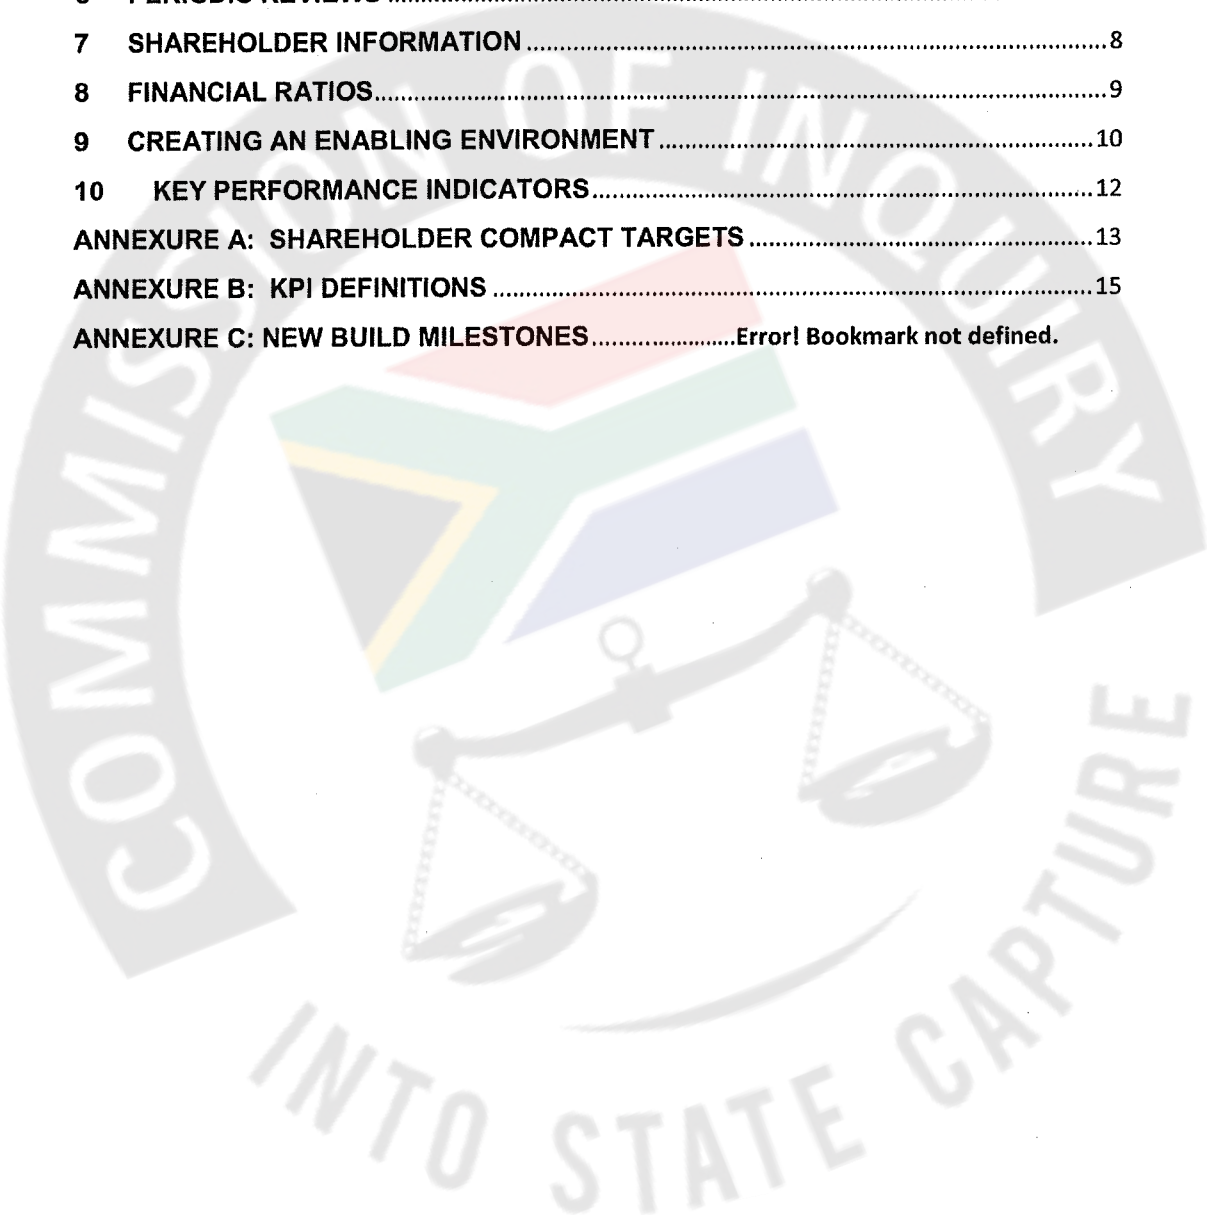 PERIODIC REVIEWS
7 SHAREHOLDER INFORMATION ........ 8
8 FINANCIAL RATIOS ........ 9
9 CREATING AN ENABLING ENVIRONMENT ........ 10
10 KEY PERFORMANCE INDICATORS ........ 12
ANNEXURE A: SHAREHOLDER COMPACT TARGETS ........ 13
ANNEXURE B: KPI DEFINITIONS ........ 15
ANNEXURE C: NEW BUILD MILESTONES ........ Error! Bookmark not defined.
COMMISSION OF INQUIRY
INTO STATE CAPTURE